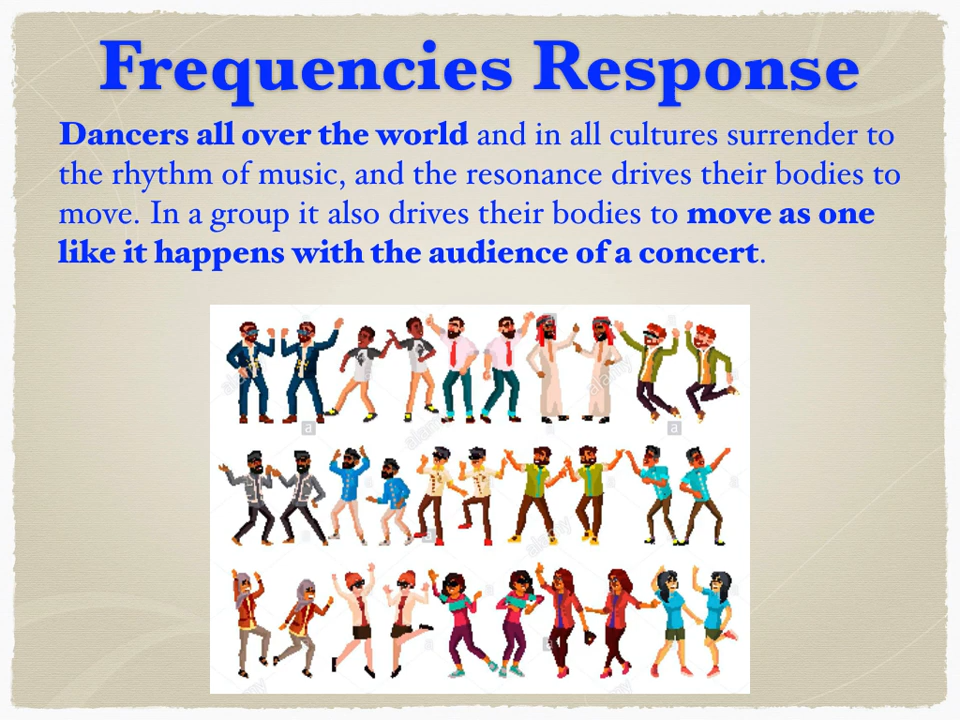 Frequencies Response
Dancers all over the world and in all cultures surrender to
the rhythm of music, and the resonance drives their bodies to
move. In a group it also drives their bodies to move as one
like it happens with the audience of a concert.
a
a
alamy
alamy